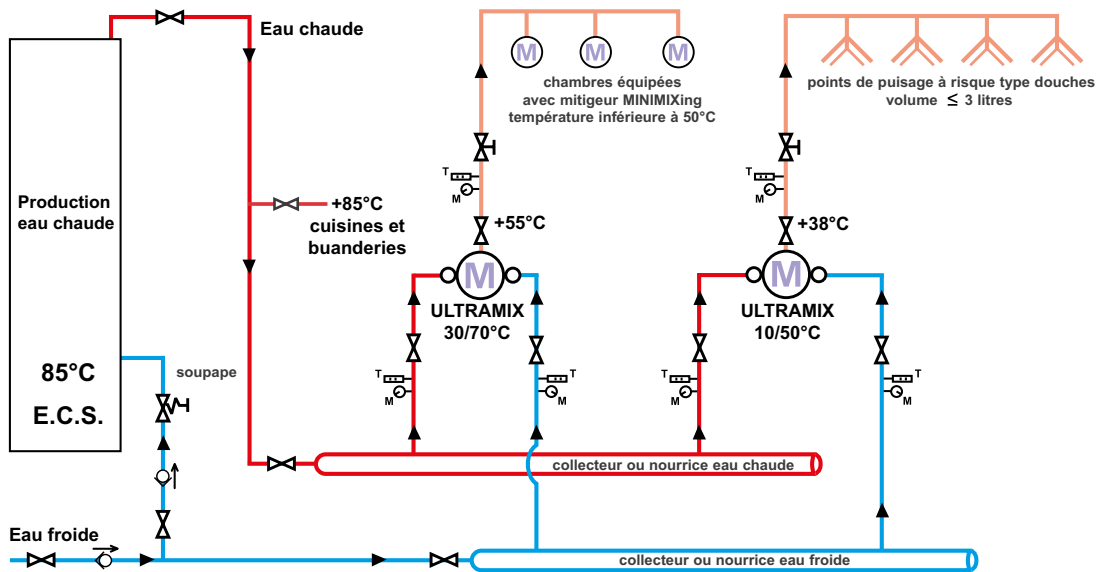 Eau chaude
Production
eau chaude
85°C
E.C.S.
soupape
Eau froide
+85°C
cuisines et
buanderies
M
M
M
chambres équipées
avec mitigeur MINIMIXing
température inférieure à 50°C
T
M
+55°C
M
ULTRAMIX
30/70°C
T
M
T
M
points de puisage à risque type douches
volume ≤ 3 litres
T
M
+38°C
M
ULTRAMIX
10/50°C
T
M
T
M
collecteur ou nourrice eau chaude
collecteur ou nourrice eau froide